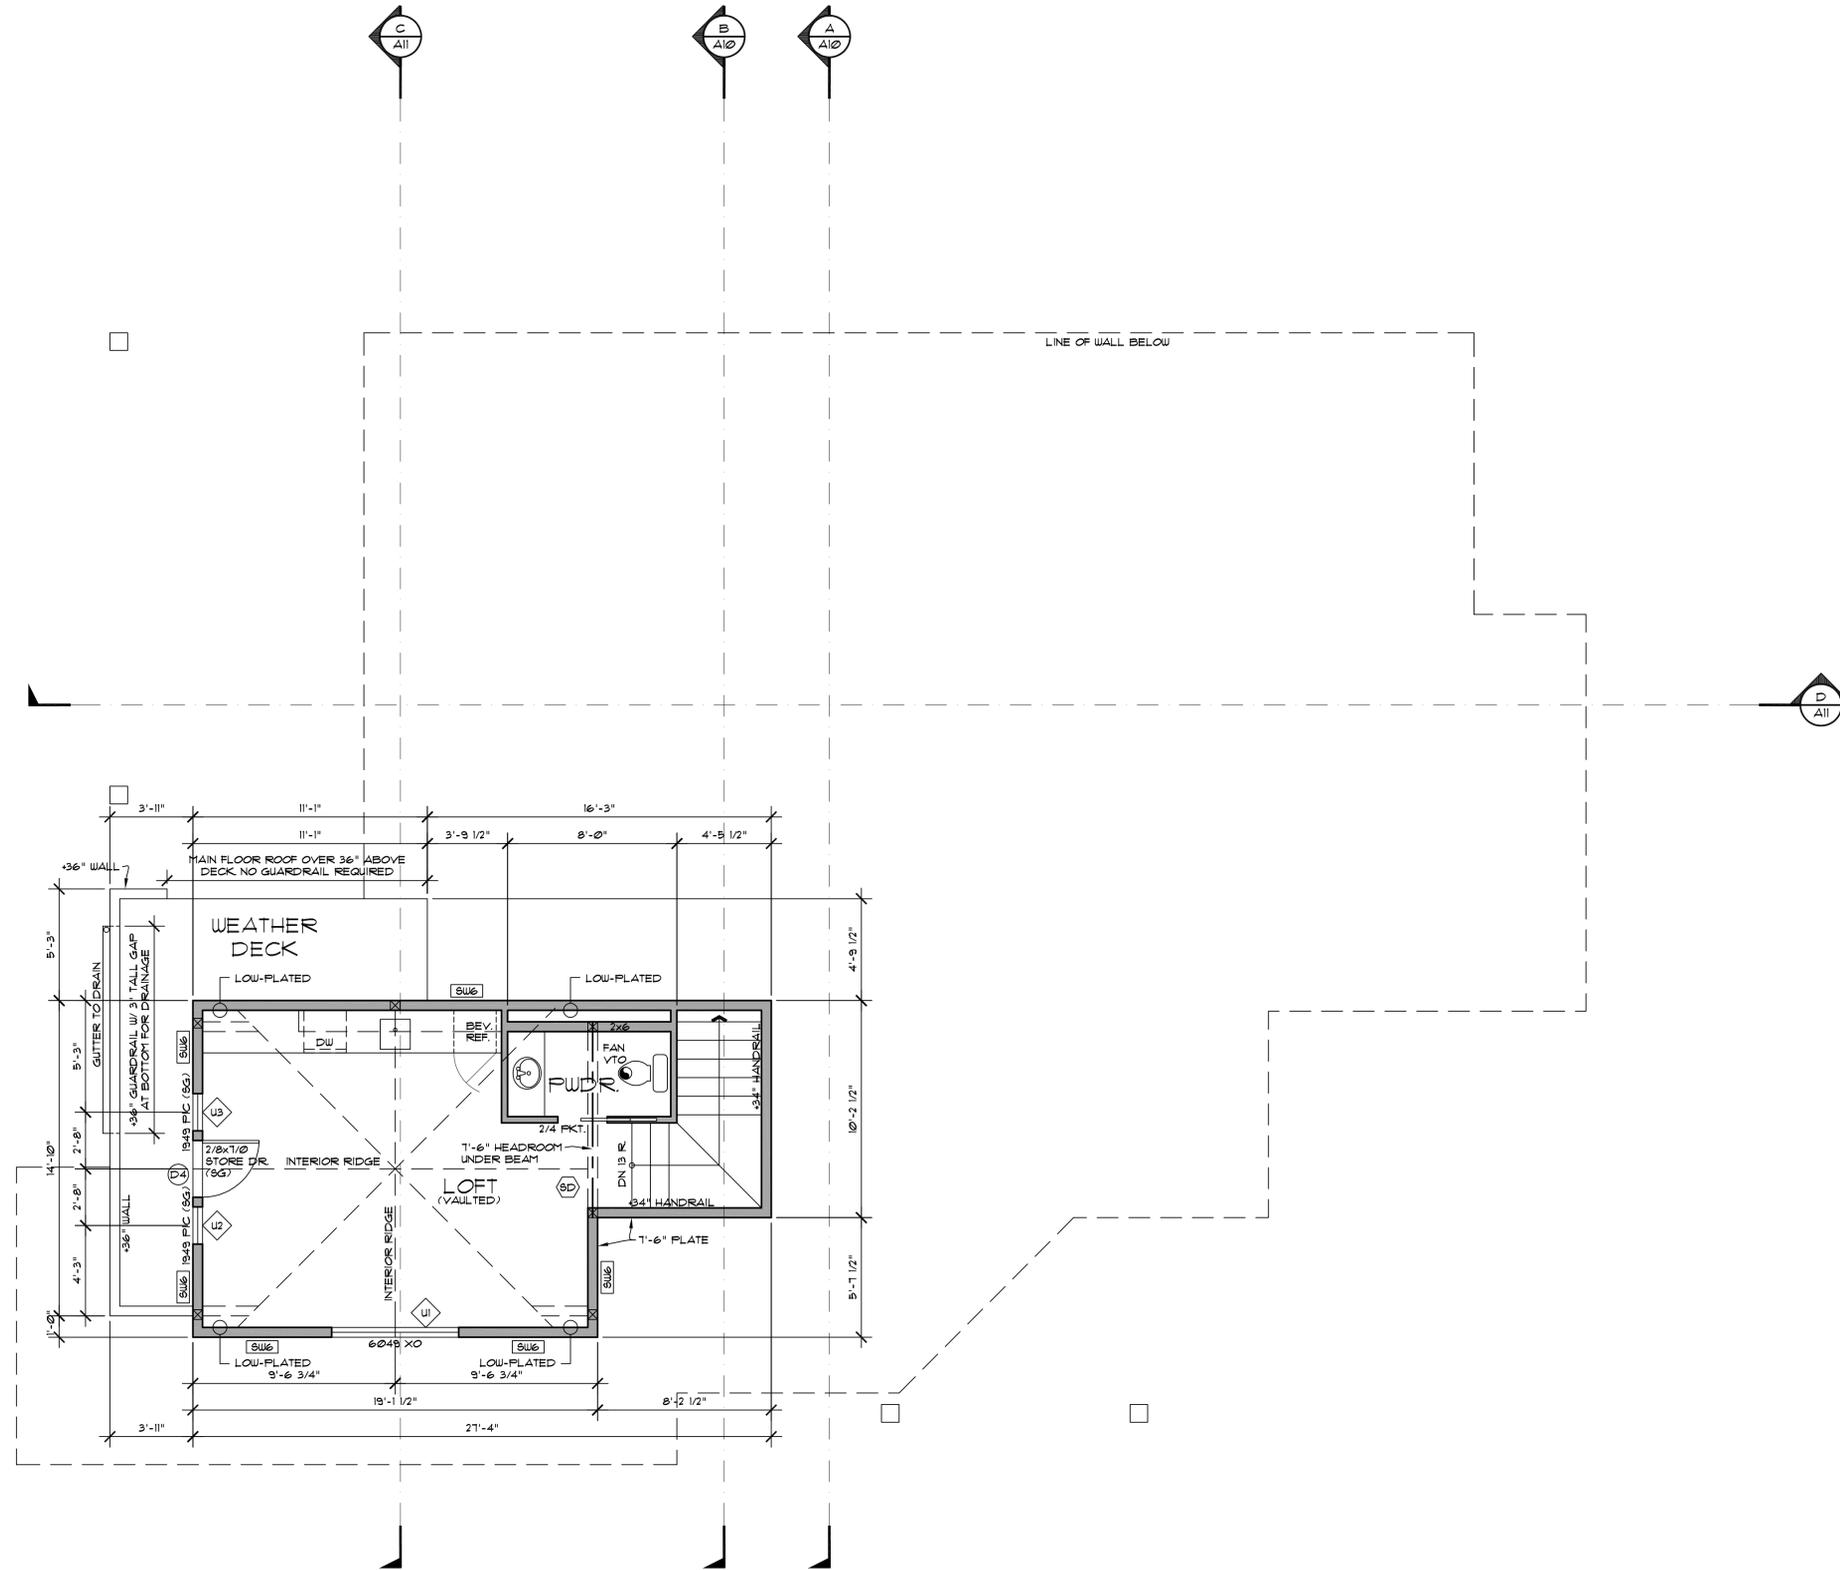 C
A11
B
A10
A
A10
LINE OF WALL BELOW
D
A11
3'-11"
11'-1"
16'-3"
11'-1"
3'-9 1/2"
8'-0"
4'-5 1/2"
+36" WALL
MAIN FLOOR ROOF OVER 36" ABOVE
DECK. NO GUARDRAIL REQUIRED
WEATHER
DECK
5'-3"
4'-9 1/2"
GUTTER TO DRAIN
+36" GUARDRAIL W/ 3" TALL GAP
AT BOTTOM FOR DRAINAGE
LOW-PLATED
LOW-PLATED
SW6
SW6
BEV.
REF.
DW
2x6
FAN
VTO
PWDR.
+34" HANDRAIL
5'-3"
1949 PIC (SG)
U3
2/4 PKT.
10'-2 1/2"
2'-8"
14'-10"
2/8x7/0
STORE DR.
(SG)
D4
INTERIOR RIDGE
7'-6" HEADROOM
UNDER BEAM
DN 13 R
LOFT
(VAULTED)
SD
+34" HANDRAIL
2'-8"
+36" WALL
1949 PIC (SG)
U2
7'-6" PLATE
INTERIOR RIDGE
4'-3"
SW6
SW6
5'-7 1/2"
U1
1'-0"
6049 XO
SW6
SW6
LOW-PLATED
LOW-PLATED
9'-6 3/4"
9'-6 3/4"
19'-1 1/2"
8'-2 1/2"
3'-11"
27'-4"